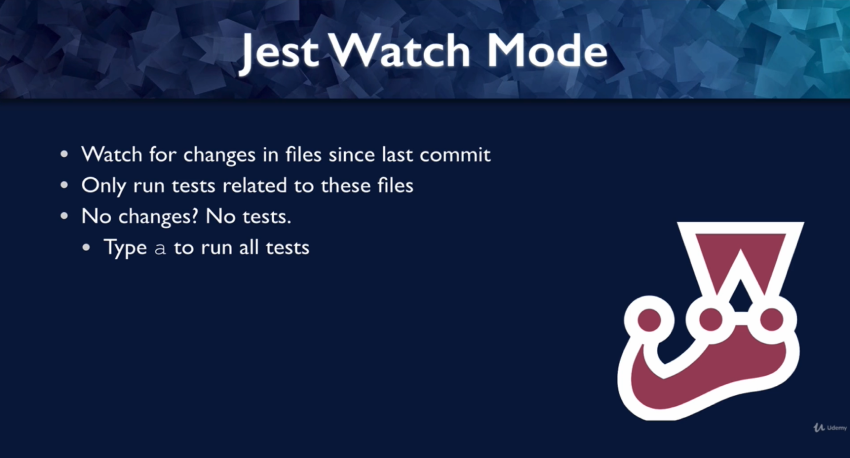 Jest Watch Mode
• Watch for changes in files since last commit
• Only run tests related to these files
• No changes? No tests.
• Type a to run all tests
Udemy